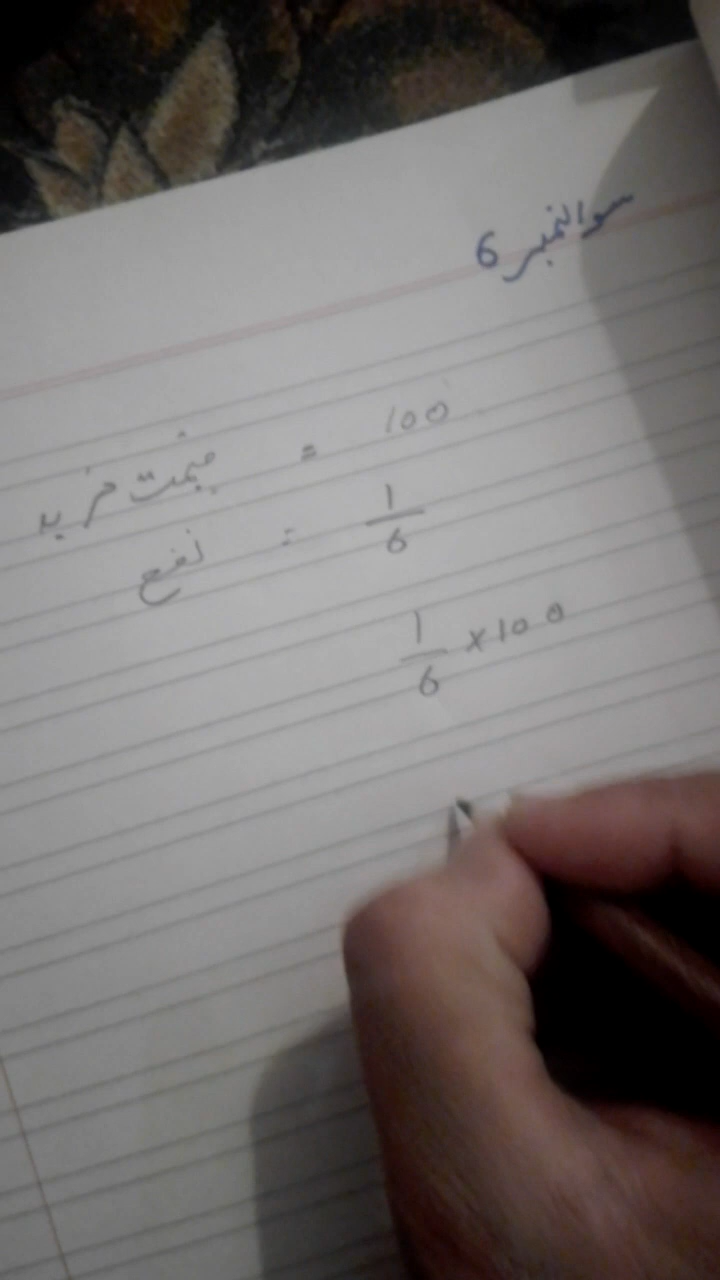 سوال نمبر 6
قیمت خرید = 100
نفع = 1/6
1/6 × 100